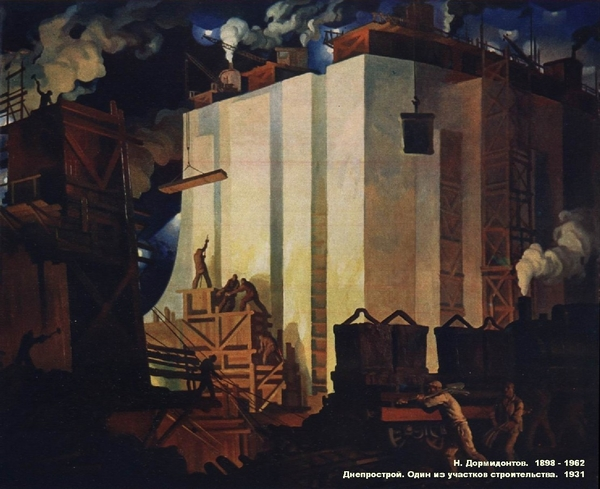 Н. Дормидонтов. 1898 - 1962
Днепрострой. Один из участков строительства. 1931